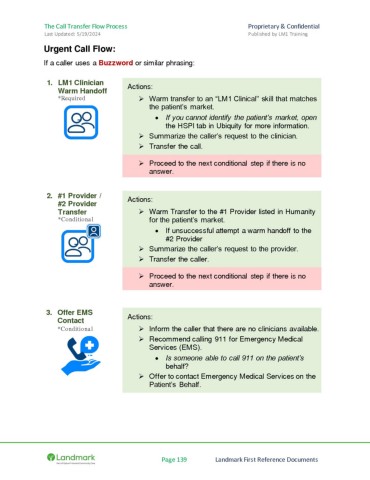 The Call Transfer Flow Process Proprietary & Confidential
Last Updated: 5/29/2024 Published by LM1 Training
Urgent Call Flow:
If a caller uses a Buzzword or similar phrasing:
1. LM1 Clinician
Warm Handoff
*Required
Actions:
➢ Warm transfer to an “LM1 Clinical” skill that matches
the patient’s market.
• If you cannot identify the patient’s market, open
the HSPI tab in Ubiquity for more information.
➢ Summarize the caller’s request to the clinician.
➢ Transfer the call.
➢ Proceed to the next conditional step if there is no
answer.
2. #1 Provider /
#2 Provider
Transfer
*Conditional
Actions:
➢ Warm Transfer to the #1 Provider listed in Humanity
for the patient’s market.
• If unsuccessful attempt a warm handoff to the
#2 Provider
➢ Summarize the caller’s request to the provider.
➢ Transfer the caller.
➢ Proceed to the next conditional step if there is no
answer.
3. Offer EMS
Contact
*Conditional
Actions:
➢ Inform the caller that there are no clinicians available.
➢ Recommend calling 911 for Emergency Medical
Services (EMS).
• Is someone able to call 911 on the patient’s
behalf?
➢ Offer to contact Emergency Medical Services on the
Patient’s Behalf.
Landmark Page 139 Landmark First Reference Documents